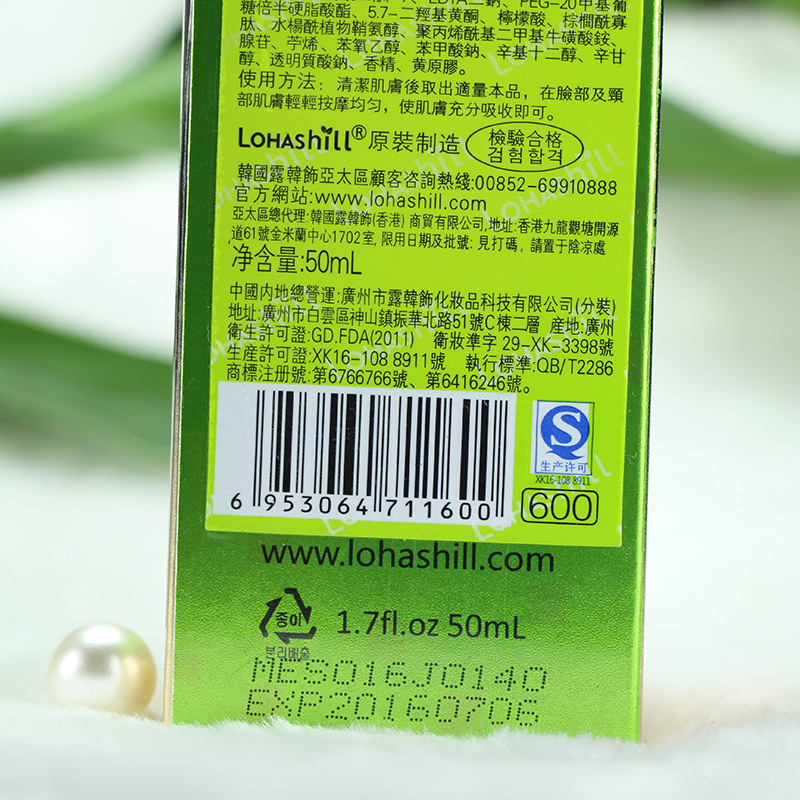 糖倍半硬脂酸酯、5.7-二羥基黄酮、檸檬酸、棕櫚酰寡
肽、水楊酰植物鞘氨醇、聚丙烯酰基二甲基牛磺酸銨、
腺苷、苧烯、苯氧乙醇、苯甲酸鈉、辛基十二醇、辛甘
醇、透明質酸鈉、香精、黄原膠。
使用方法：清潔肌膚後取出適量本品，在臉部及頸
部肌膚輕輕按摩均匀，使肌膚充分吸收即可。
LOHASHILL®原裝制造 檢驗合格
검험합격
韓國露韓飾亞太區顧客咨詢熱綫:00852-69910888
官方網站:www.lohashill.com
亞太區總代理:韓國露韓飾(香港) 商貿有限公司,地址:香港九龍觀塘開源
道61號金米蘭中心1702室, 限用日期及批號: 見打碼，請置于陰凉處
净含量:50mL
中國内地總營運:廣州市露韓飾化妝品科技有限公司(分裝)
地址:廣州市白雲區神山鎮振華北路51號C棟二層 産地:廣州
衛生許可證:GD.FDA(2011) 衛妝準字 29-XK-3398號
生産許可證:XK16-108 8911號 執行標準:QB/T2286
商標注册號:第6766766號、第6416246號。
生产许可
XK16-108 8911
6 953064 711600
600
www.lohashill.com
종이
분리배출
1.7fl.oz 50mL
MES016J0140
EXP20160706